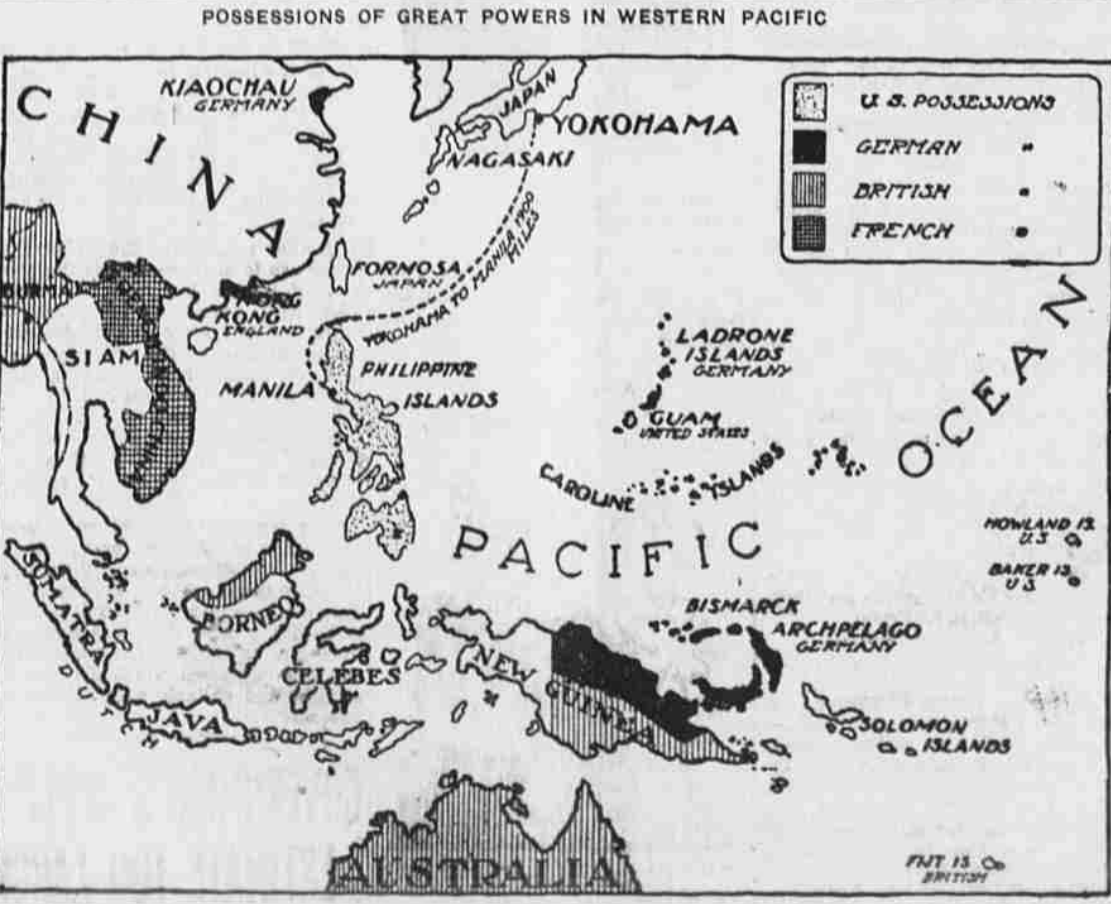 POSSESSIONS OF GREAT POWERS IN WESTERN PACIFIC
CHINA
KIAOCHAU
GERMANY
JAPAN
YOKOHAMA
NAGASAKI
U. S. POSSESSIONS
GERMAN "
BRITISH "
FRENCH "
YOKOHAMA TO MANILA 1700
MILES
FORMOSA
JAPAN
HONG
KONG
ENGLAND
BURMAH
SIAM
MANILA
PHILIPPINE
ISLANDS
LADRONE
ISLANDS
GERMANY
GUAM
UNITED STATES
CAROLINE ISLANDS
PACIFIC OCEAN
HOWLAND IS.
U.S
BAKER IS
U S
SUMATRA
BORNEO
CELEBES
JAVA
DUTCH
NEW GUINEA
BISMARCK
ARCHPELAGO
GERMANY
SOLOMON
ISLANDS
AUSTRALIA
FIJI IS
BRITISH